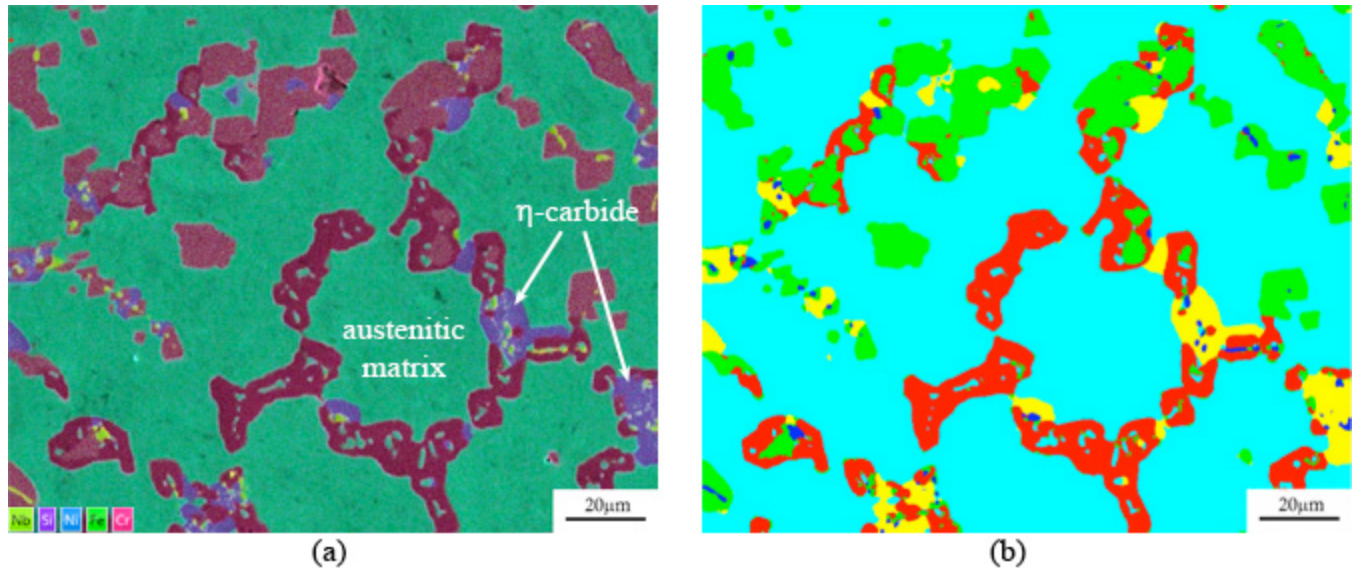 η-carbide
austenitic
matrix
Nb Si Ni Fe Cr
20μm
20μm
(a)
(b)